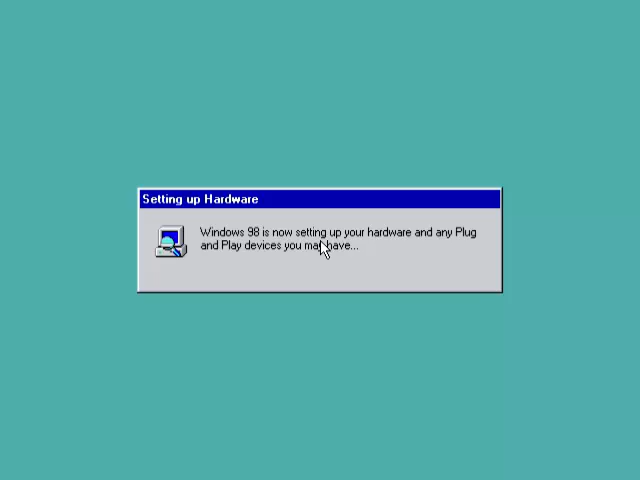 Setting up Hardware
Windows 98 is now setting up your hardware and any Plug
and Play devices you may have...